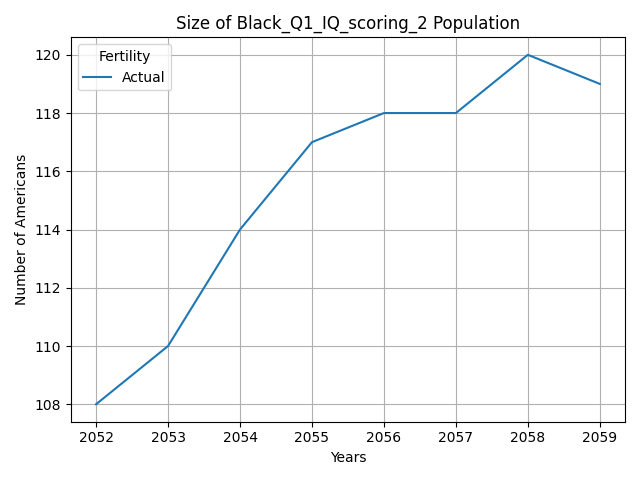 Size of Black_Q1_IQ_scoring_2 Population
Fertility
Actual
Number of Americans
120
118
116
114
112
110
108
2052 2053 2054 2055 2056 2057 2058 2059
Years